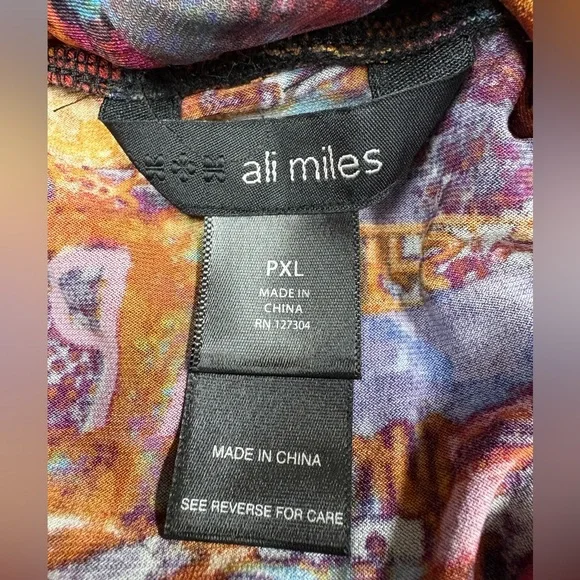 ali miles
PXL
MADE IN
CHINA
RN 127304
MADE IN CHINA
SEE REVERSE FOR CARE